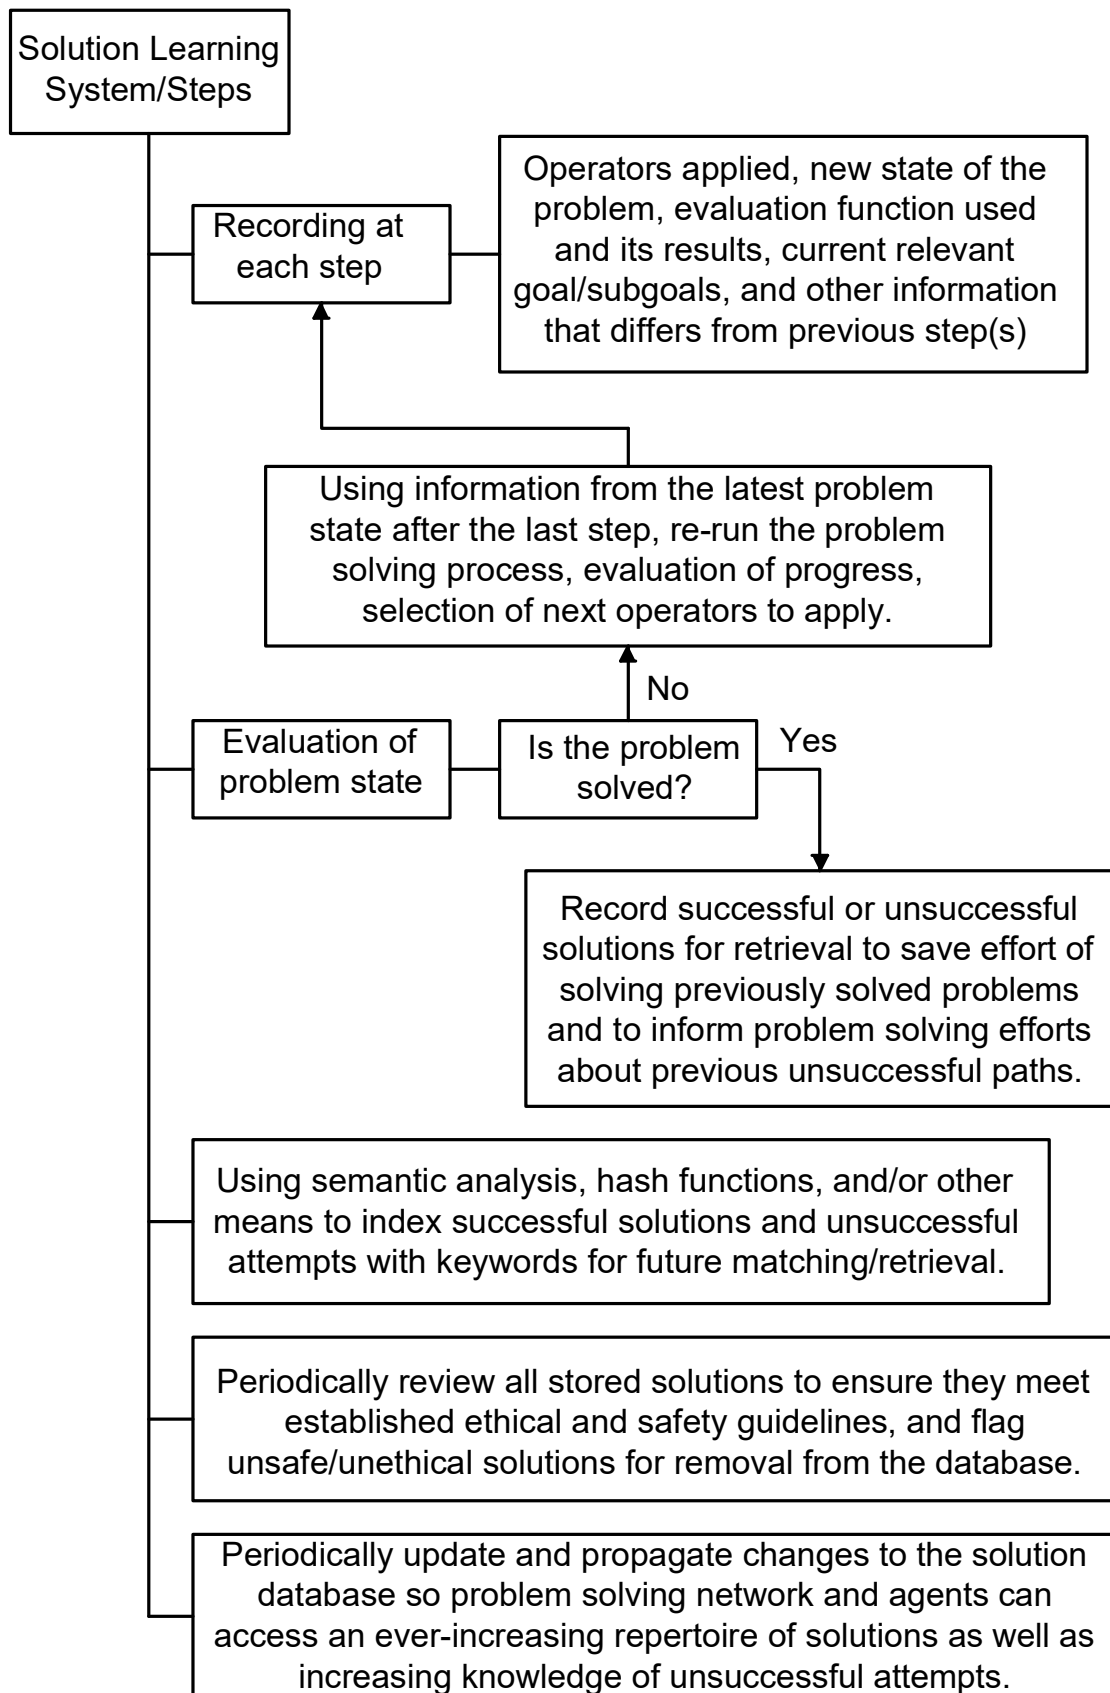 Solution Learning
System/Steps
Recording at
each step
Operators applied, new state of the
problem, evaluation function used
and its results, current relevant
goal/subgoals, and other information
that differs from previous step(s)
Using information from the latest problem
state after the last step, re-run the problem
solving process, evaluation of progress,
selection of next operators to apply.
No
Evaluation of
problem state
Is the problem
solved?
Yes
Record successful or unsuccessful
solutions for retrieval to save effort of
solving previously solved problems
and to inform problem solving efforts
about previous unsuccessful paths.
Using semantic analysis, hash functions, and/or other
means to index successful solutions and unsuccessful
attempts with keywords for future matching/retrieval.
Periodically review all stored solutions to ensure they meet
established ethical and safety guidelines, and flag
unsafe/unethical solutions for removal from the database.
Periodically update and propagate changes to the solution
database so problem solving network and agents can
access an ever-increasing repertoire of solutions as well as
increasing knowledge of unsuccessful attempts.